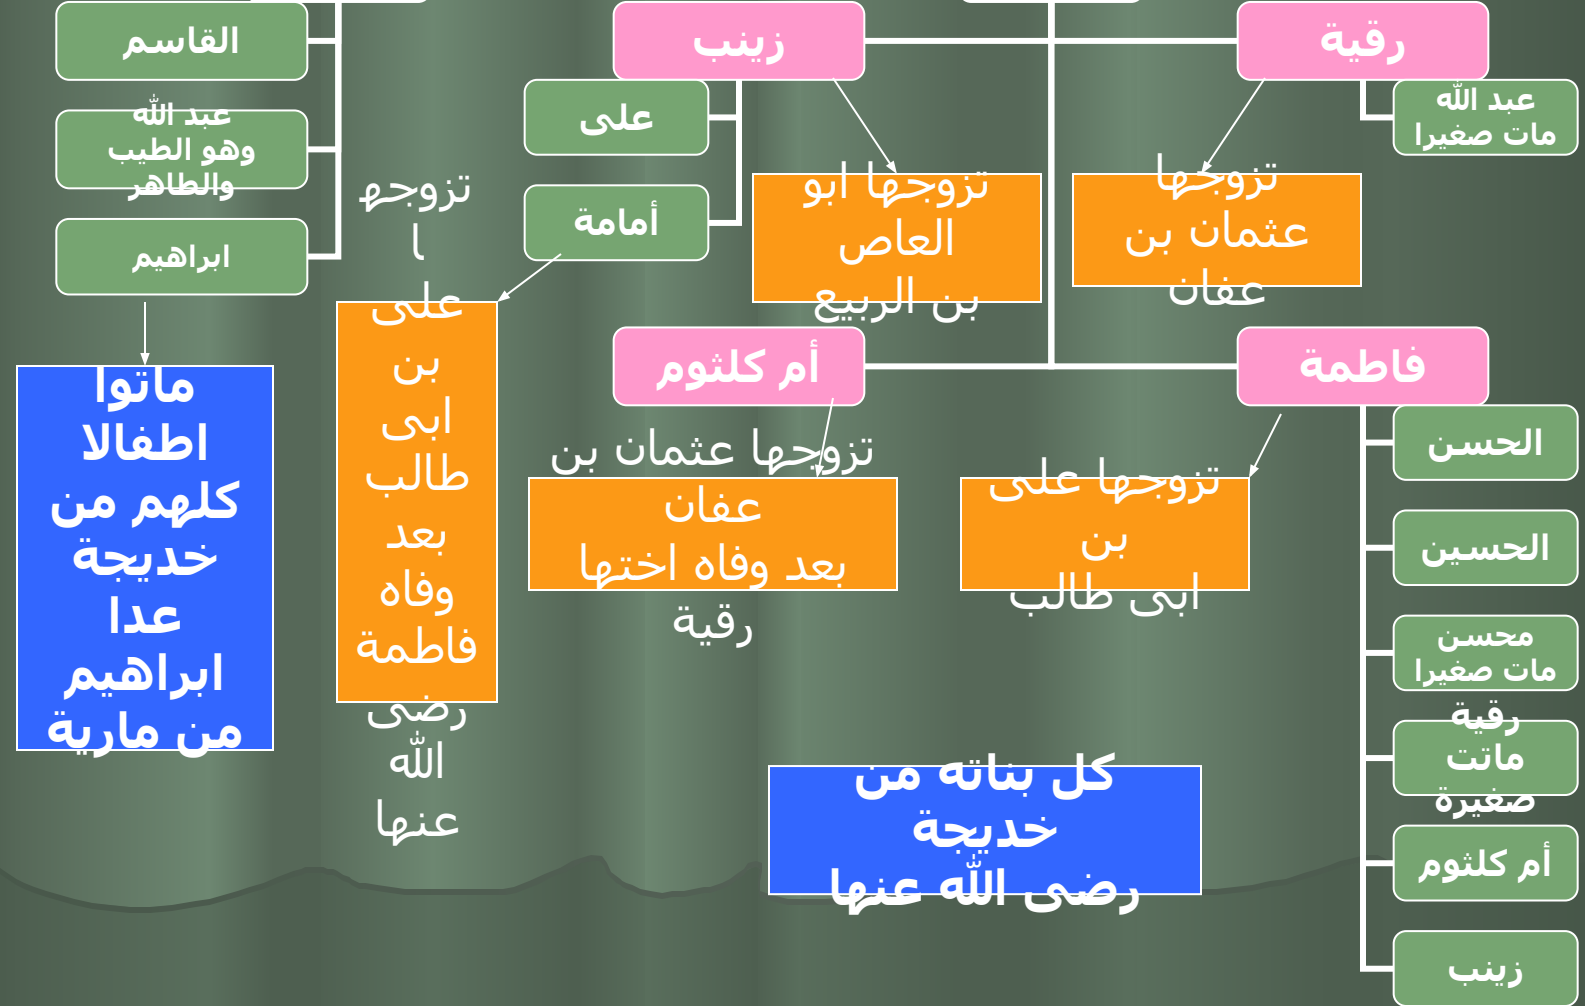 رقية
عبد الله
مات صغيرا
تزوجها
عثمان بن
عفان
زينب
على
أمامة
تزوجها ابو
العاص
بن الربيع
تزوجه
ا
على
بن
ابى
طالب
بعد
وفاه
فاطمة
رضى
الله
عنها
القاسم
عبد الله
وهو الطيب
والطاهر
ابراهيم
ماتوا
اطفالا
كلهم من
خديجة
عدا
ابراهيم
من مارية
فاطمة
تزوجها على
بن
ابى طالب
الحسن
الحسين
محسن
مات صغيرا
رقية
ماتت
صغيرة
أم كلثوم
زينب
أم كلثوم
تزوجها عثمان بن
عفان
بعد وفاه اختها
رقية
كل بناته من
خديجة
رضى الله عنها